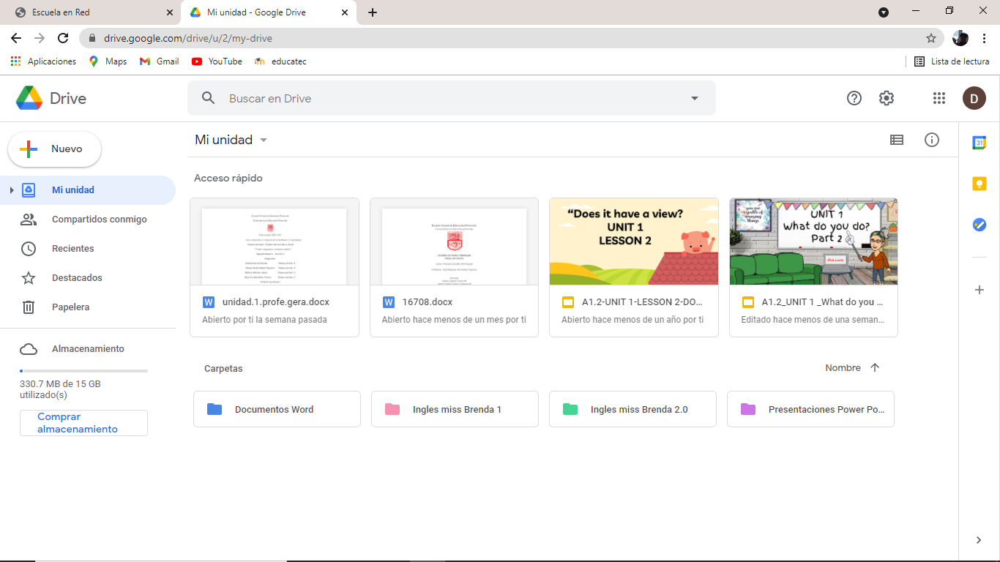 Escuela en Red
Mi unidad - Google Drive
drive.google.com/drive/u/2/my-drive
Aplicaciones
Maps
Gmail
YouTube
educatec
Lista de lectura
Drive
Buscar en Drive
D
Nuevo
Mi unidad
Compartidos conmigo
Recientes
Destacados
Papelera
Almacenamiento
330.7 MB de 15 GB
utilizado(s)
Comprar
almacenamiento
Mi unidad
31
Acceso rápido
"Does it have a view?
UNIT 1
LESSON 2
you are
capable of
amazing
things
UNIT 1
What do you do?
Part 2
W unidad.1.profe.gera.docx
Abierto por ti la semana pasada
W 16708.docx
Abierto hace menos de un mes por ti
A1.2-UNIT 1-LESSON 2-DO...
Abierto hace menos de un año por ti
A1.2_UNIT 1 _What do you ...
Editado hace menos de una seman...
Carpetas
Nombre
Documentos Word
Ingles miss Brenda 1
Ingles miss Brenda 2.0
Presentaciones Power Po...